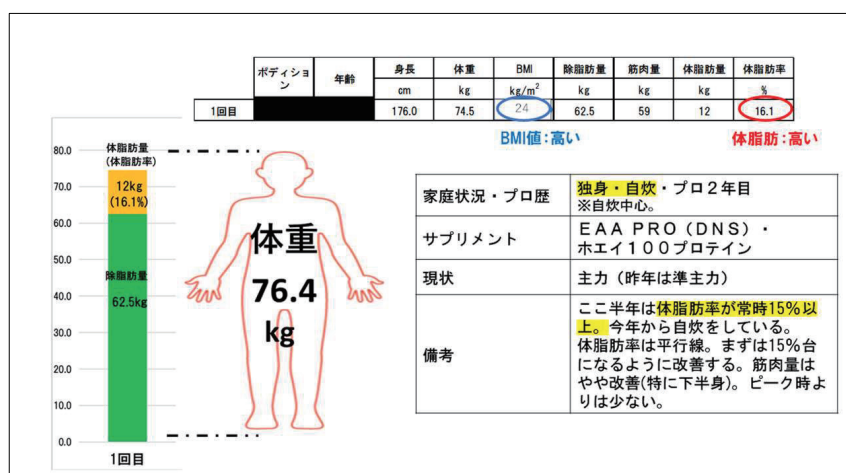 ポディション 年齢 身長 体重 BMI 除脂肪量 筋肉量 体脂肪量 体脂肪率
cm kg kg/m² kg kg kg %
1回目 176.0 74.5 24 62.5 59 12 16.1
BMI値:高い 体脂肪:高い
80.0
70.0
60.0
50.0
40.0
30.0
20.0
10.0
0.0
体脂肪量
(体脂肪率)
12kg
(16.1%)
除脂肪量
62.5kg
1回目
体重
76.4
kg
家庭状況・プロ歴
独身・自炊・プロ2年目
※自炊中心。
サプリメント
EAA PRO(DNS)・
ホエイ100プロテイン
現状
主力(昨年は準主力)
備考
ここ半年は体脂肪率が常時15%以
上。今年から自炊をしている。
体脂肪率は平行線。まずは15%台
になるように改善する。筋肉量は
やや改善(特に下半身)。ピーク時よ
りは少ない。